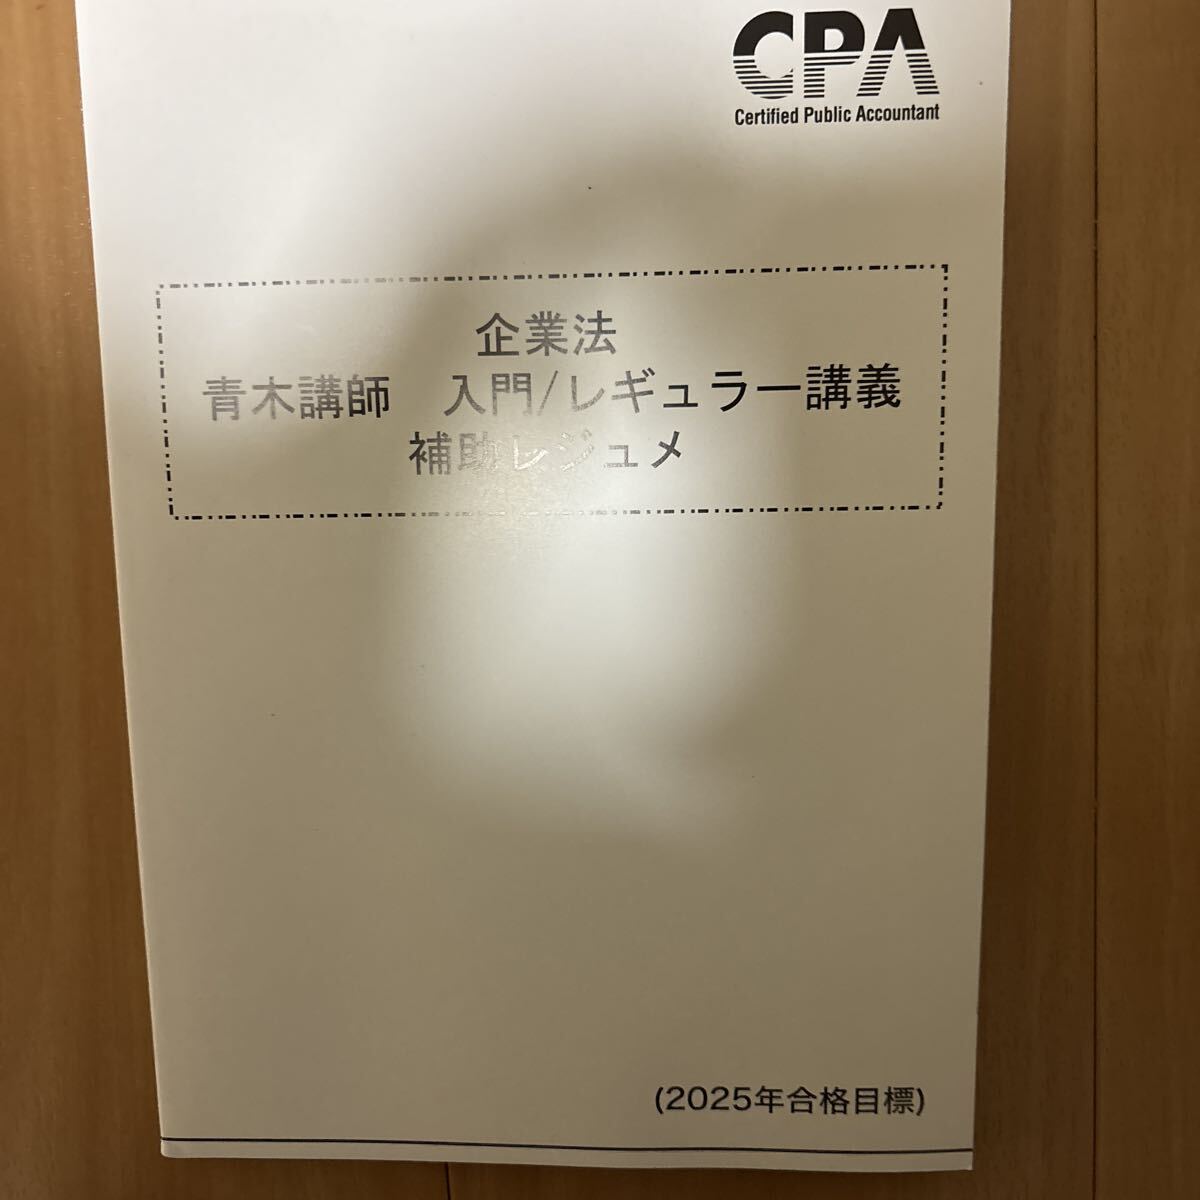 CPA
Certified Public Accountant
企業法
青木講師　入門/レギュラー講義
補助レジュメ
(2025年合格目標)